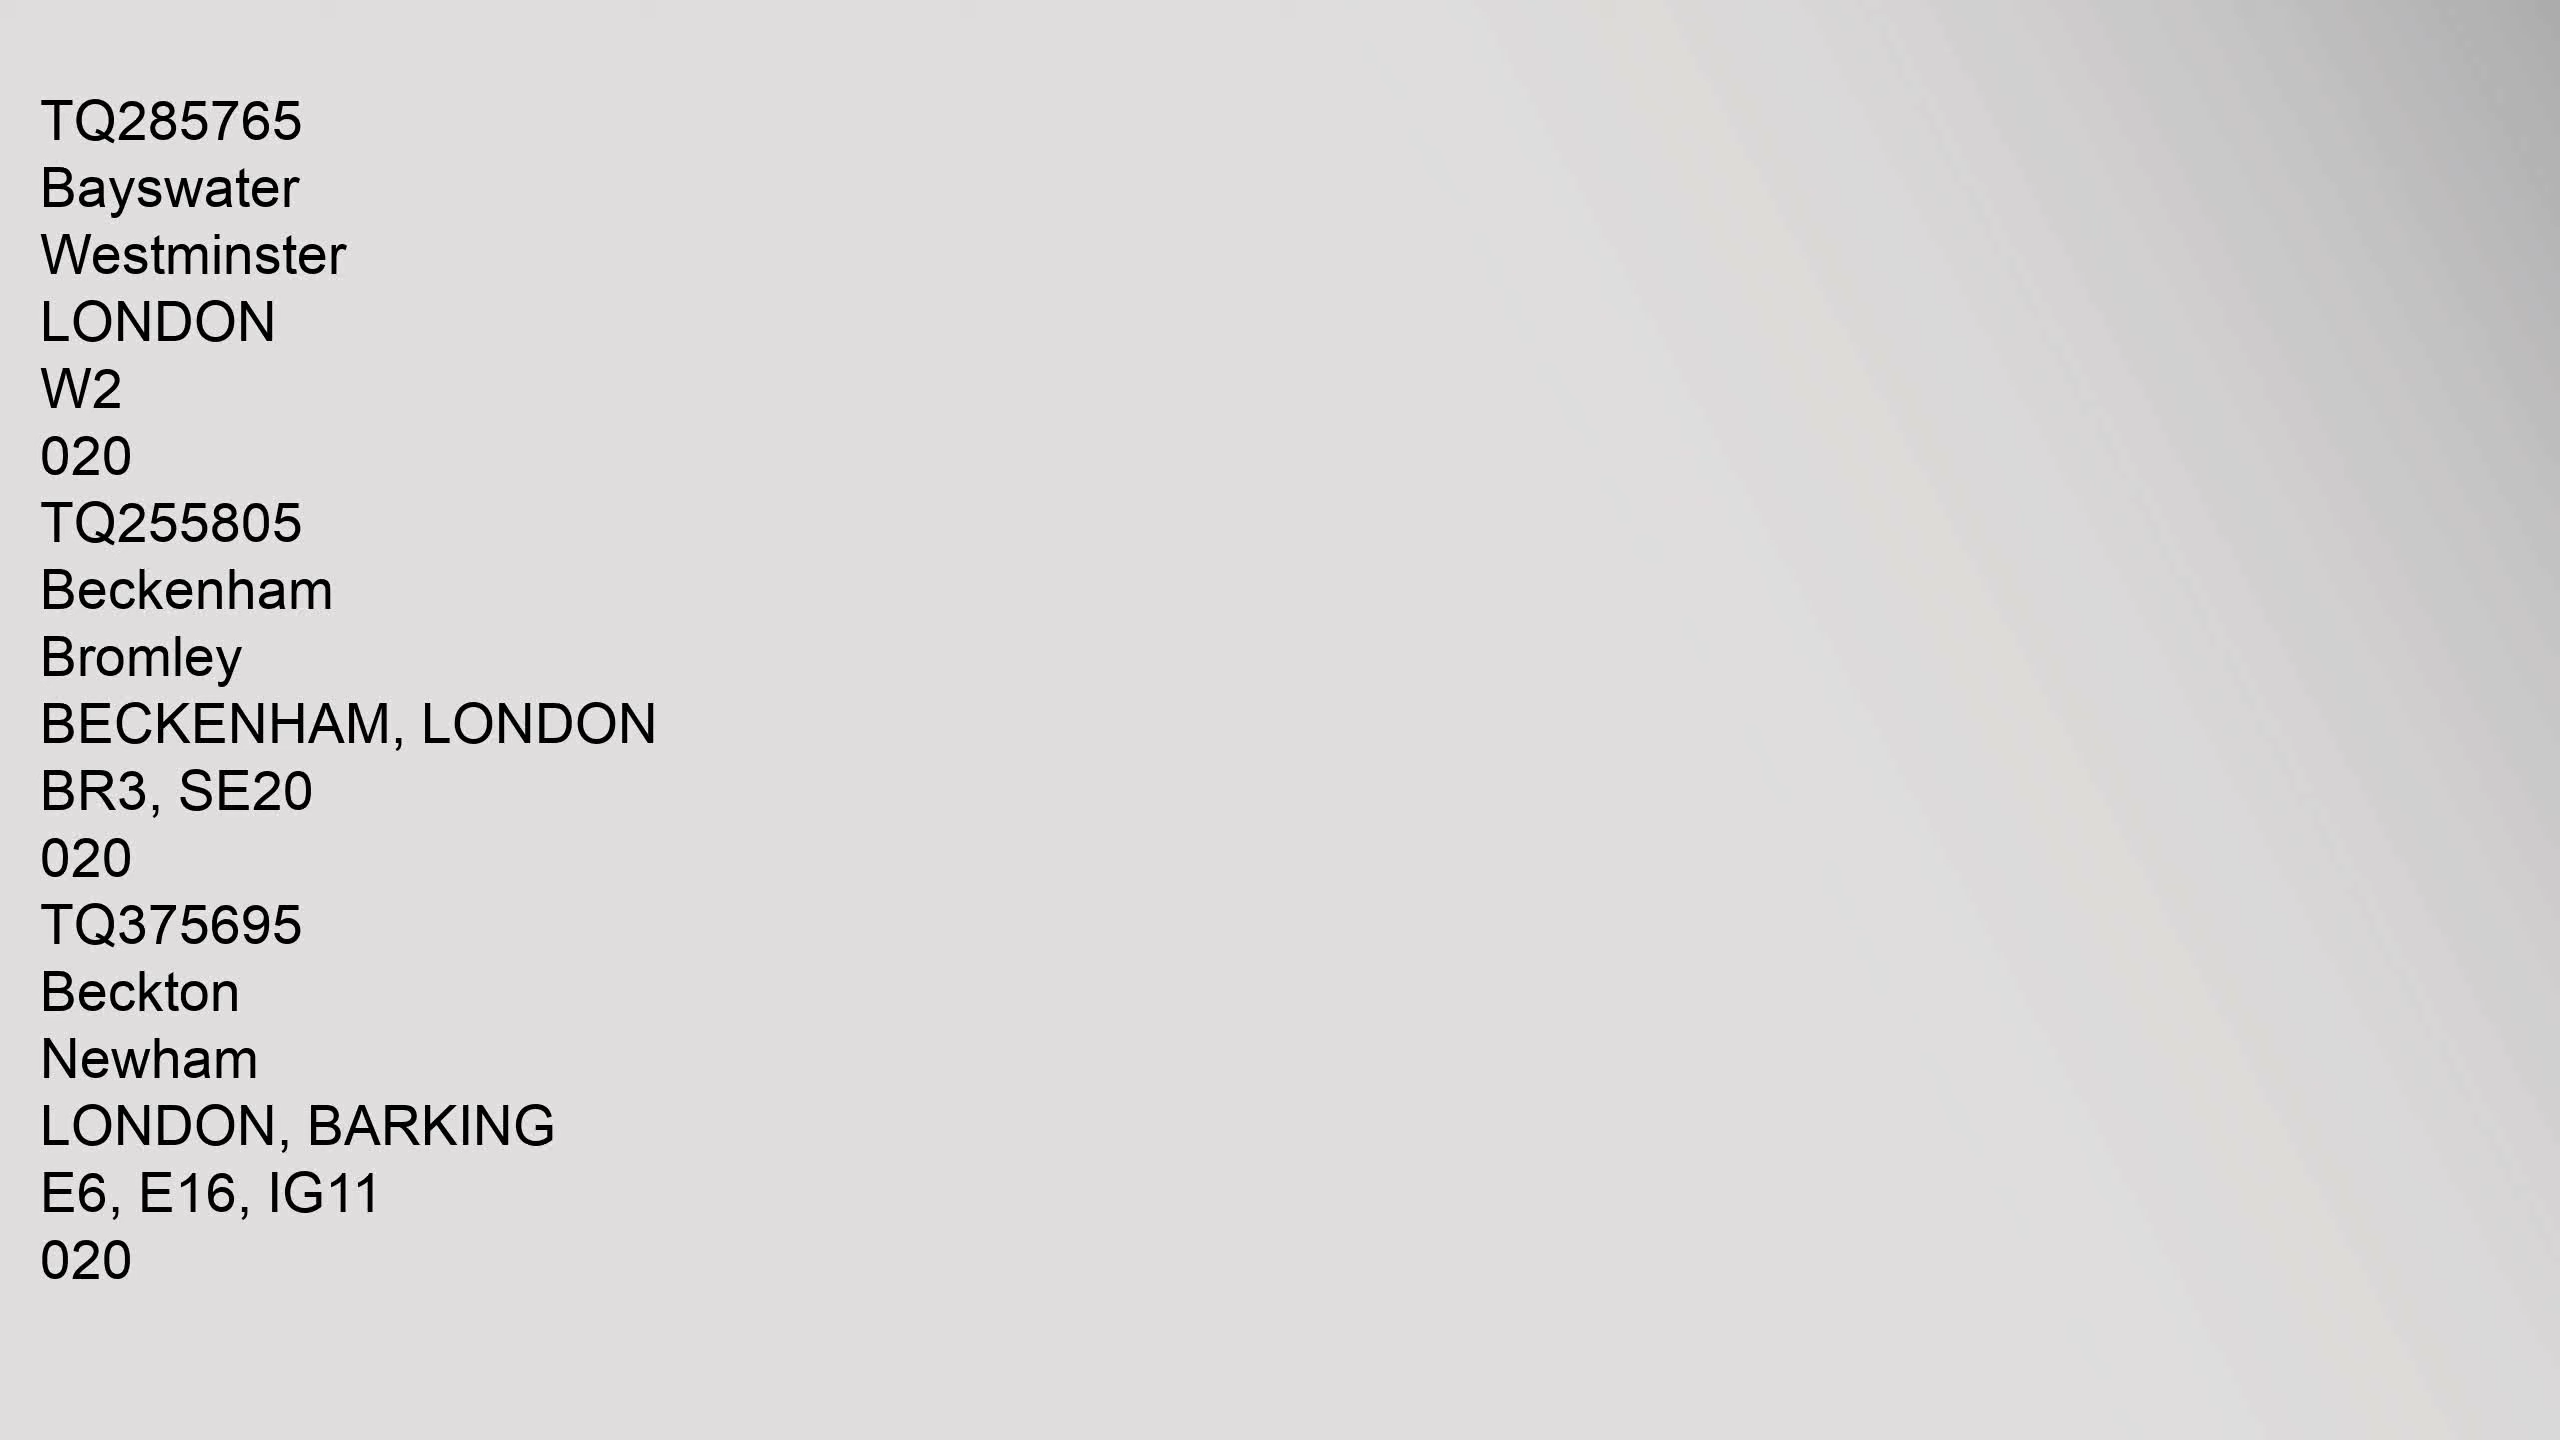 TQ285765
Bayswater
Westminster
LONDON
W2
020
TQ255805
Beckenham
Bromley
BECKENHAM, LONDON
BR3, SE20
020
TQ375695
Beckton
Newham
LONDON, BARKING
E6, E16, IG11
020